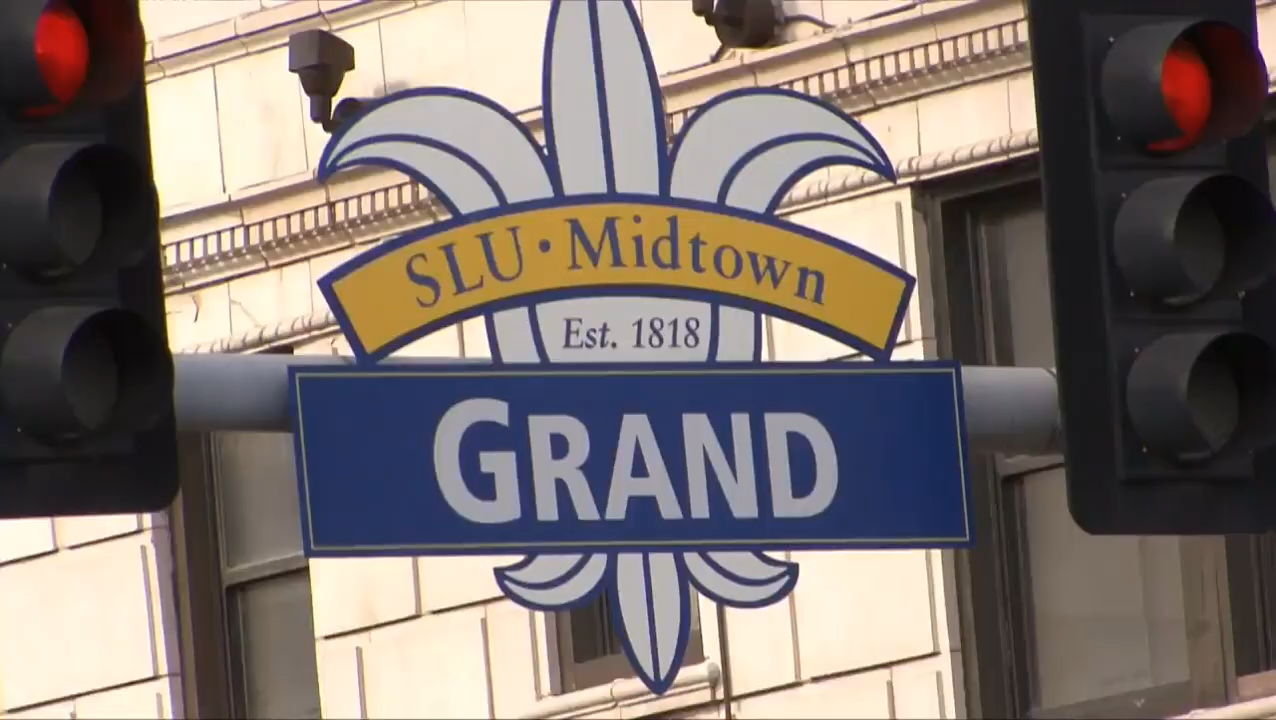 SLU • Midtown
Est. 1818
GRAND